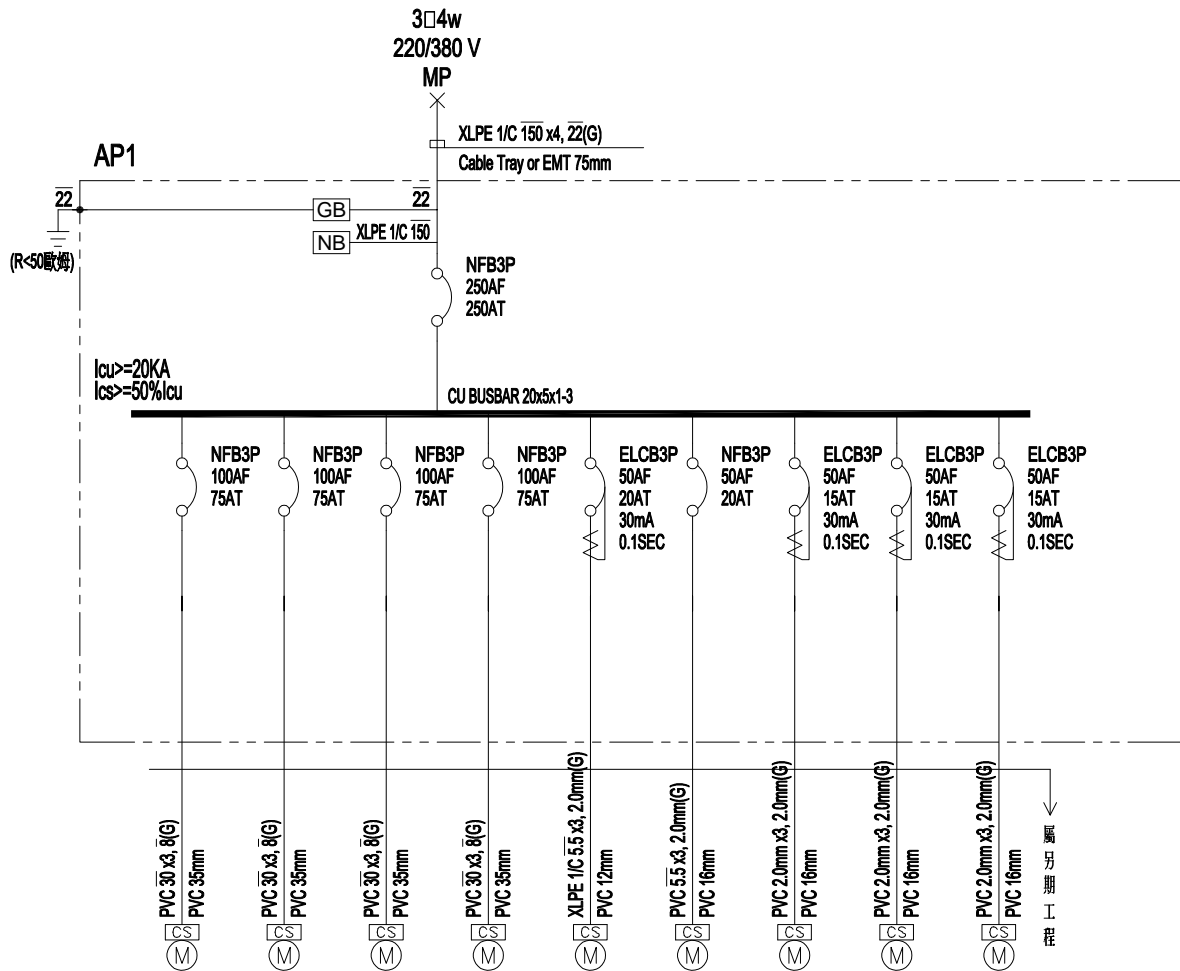 3□4w
220/380 V
MP
XLPE 1/C 150 x4, 22(G)
Cable Tray or EMT 75mm
AP1
22
GB
22
NB
XLPE 1/C 150
(R<50歐姆)
NFB3P
250AF
250AT
Icu>=20KA
Ics>=50%Icu
CU BUSBAR 20x5x1-3
NFB3P
100AF
75AT
NFB3P
100AF
75AT
NFB3P
100AF
75AT
NFB3P
100AF
75AT
ELCB3P
50AF
20AT
30mA
0.1SEC
NFB3P
50AF
20AT
ELCB3P
50AF
15AT
30mA
0.1SEC
ELCB3P
50AF
15AT
30mA
0.1SEC
ELCB3P
50AF
15AT
30mA
0.1SEC
PVC 30 x3, 8(G)
PVC 35mm
PVC 30 x3, 8(G)
PVC 35mm
PVC 30 x3, 8(G)
PVC 35mm
PVC 30 x3, 8(G)
PVC 35mm
XLPE 1/C 5.5 x3, 2.0mm(G)
PVC 12mm
PVC 5.5 x3, 2.0mm(G)
PVC 16mm
PVC 2.0mm x3, 2.0mm(G)
PVC 16mm
PVC 2.0mm x3, 2.0mm(G)
PVC 16mm
PVC 2.0mm x3, 2.0mm(G)
PVC 16mm
屬另期工程
CS
CS
CS
CS
CS
CS
CS
CS
CS
M
M
M
M
M
M
M
M
M